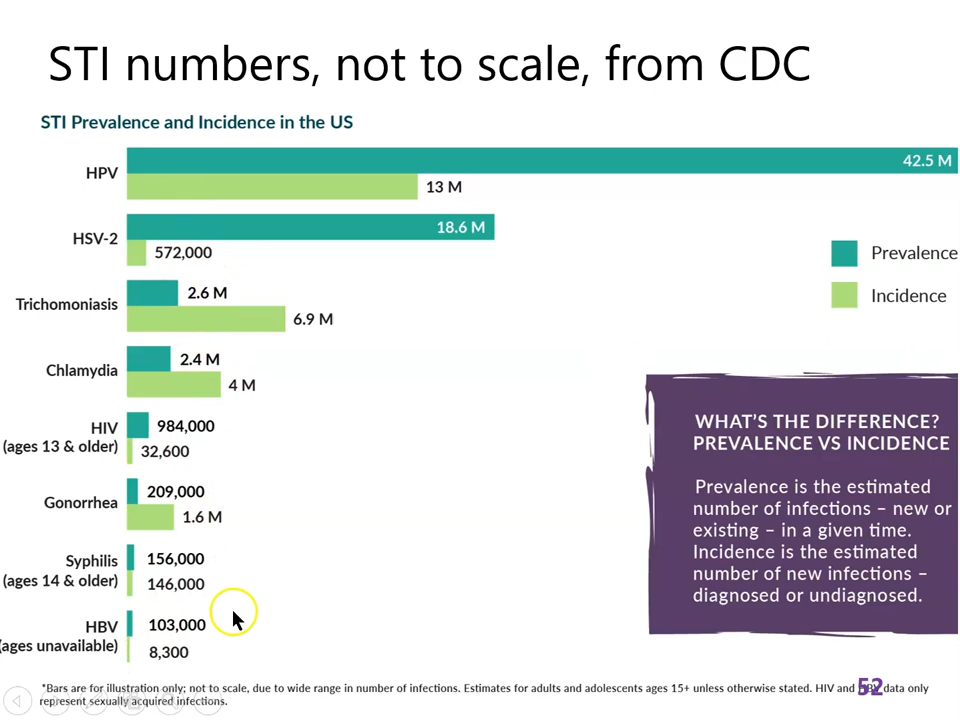 STI numbers, not to scale, from CDC
STI Prevalence and Incidence in the US
HPV
42.5 M
13 M
HSV-2
18.6 M
572,000
Trichomoniasis
2.6 M
6.9 M
Chlamydia
2.4 M
4 M
HIV
(ages 13 & older)
984,000
32,600
Gonorrhea
209,000
1.6 M
Syphilis
(ages 14 & older)
156,000
146,000
HBV
(ages unavailable)
103,000
8,300
Prevalence
Incidence
WHAT'S THE DIFFERENCE?
PREVALENCE VS INCIDENCE
Prevalence is the estimated
number of infections – new or
existing – in a given time.
Incidence is the estimated
number of new infections –
diagnosed or undiagnosed.
*Bars are for illustration only; not to scale, due to wide range in number of infections. Estimates for adults and adolescents ages 15+ unless otherwise stated. HIV and HBV data only
represent sexually acquired infections.
52